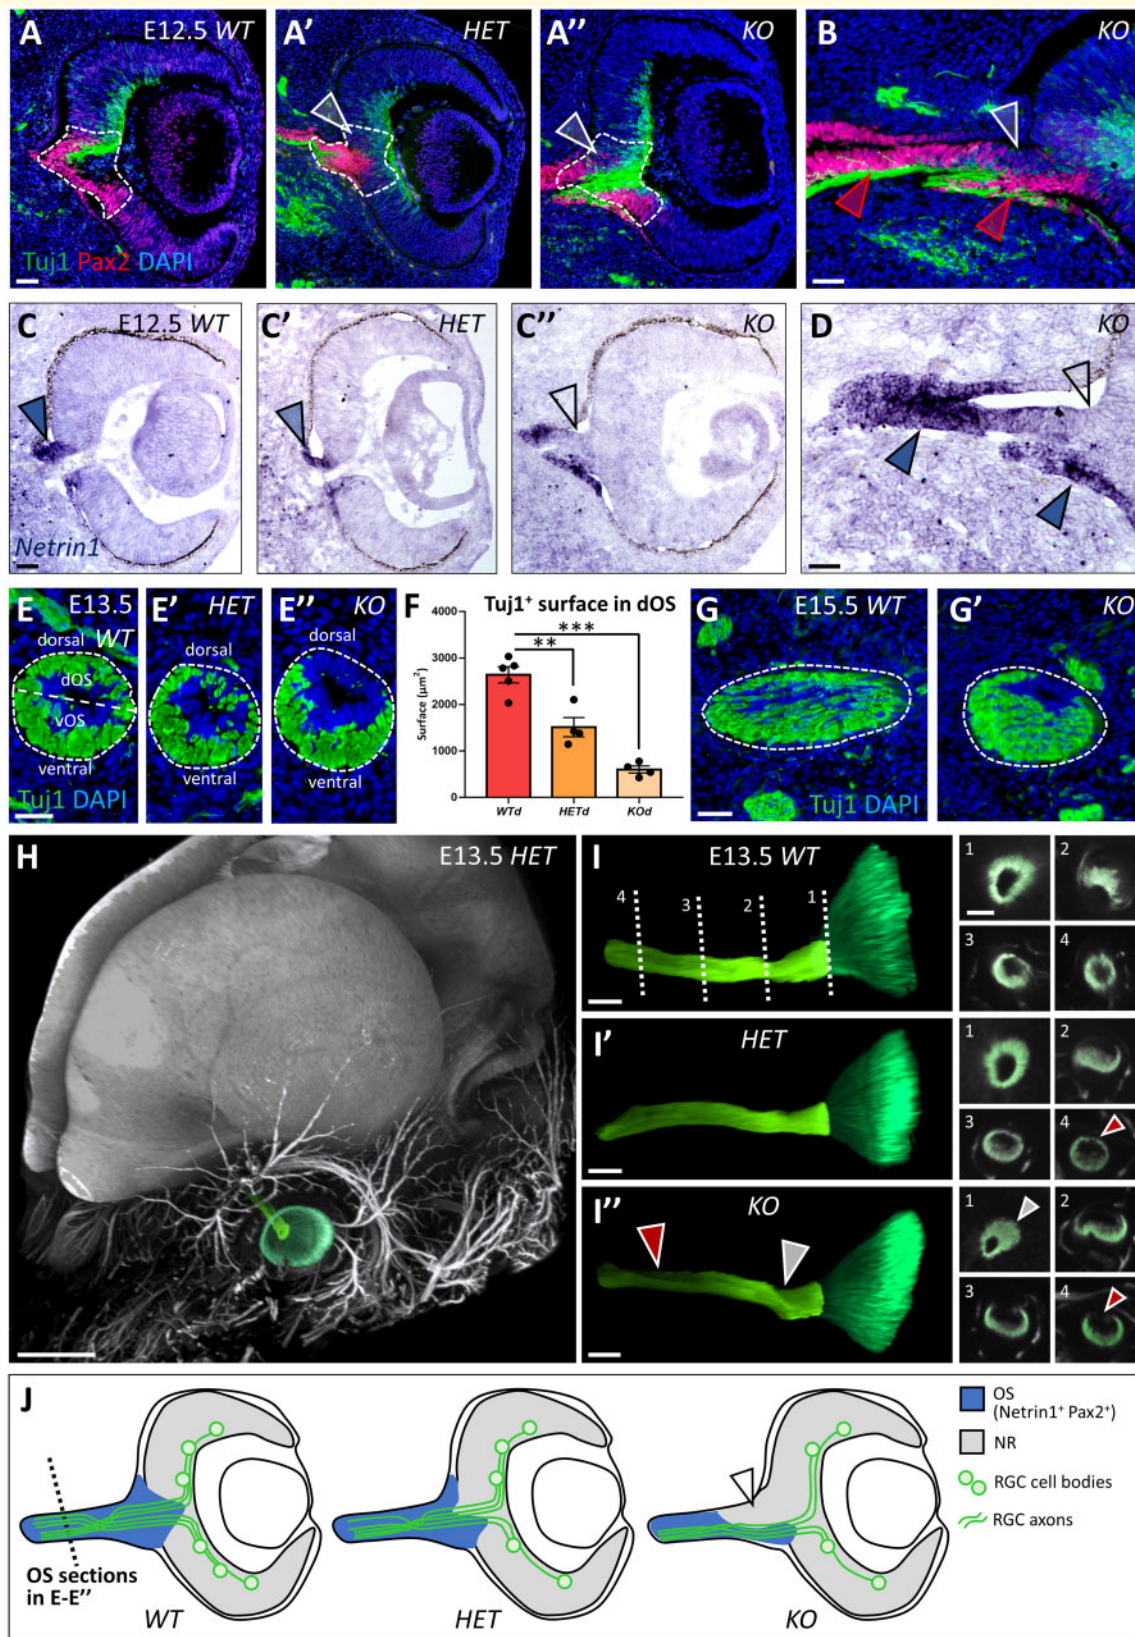 A E12.5 WT
A' HET
A" KO
B KO
Tuj1 Pax2 DAPI
C E12.5 WT
C' HET
C" KO
D KO
Netrin1
E E13.5
WT
E' HET
E" KO
dorsal
dOS
vOS
ventral
Tuj1 DAPI
dorsal
ventral
dorsal
ventral
F Tuj1+ surface in dOS
***
**
Surface (μm²)
4000
3000
2000
1000
0
WTd HETd KOd
G E15.5 WT
Tuj1 DAPI
G' KO
H E13.5 HET
I E13.5 WT
4 3 2 1
1 2
3 4
I' HET
1 2
3 4
I" KO
1 2
3 4
J
OS sections
in E-E"
WT
HET
KO
OS
(Netrin1+ Pax2+)
NR
RGC cell bodies
RGC axons